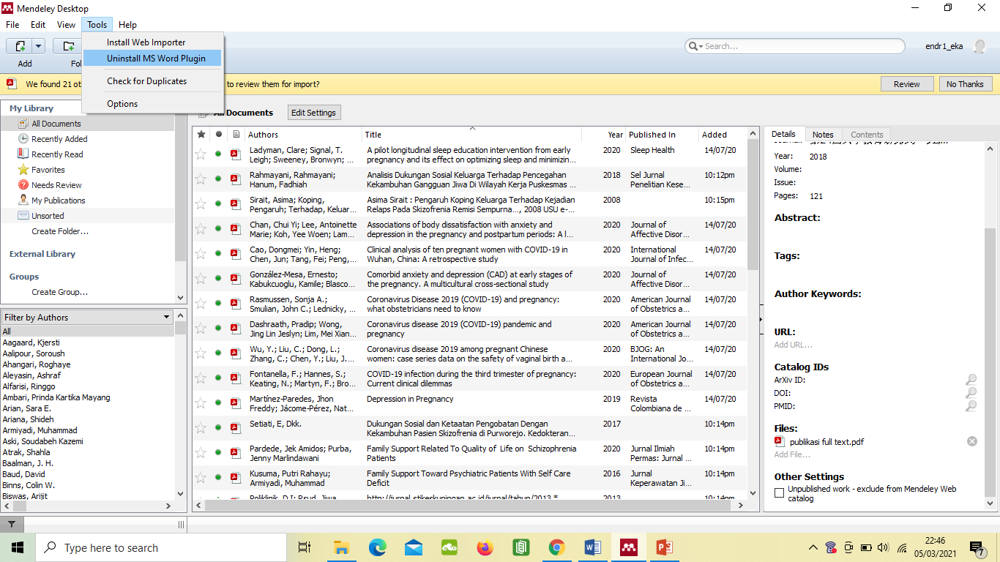 Mendeley Desktop
File Edit View Tools Help
Install Web Importer
Uninstall MS Word Plugin
Check for Duplicates
Options
Add
Fol
Search...
endr1_eka
We found 21 ot
to review them for import?
Review
No Thanks
My Library
All Documents
Recently Added
Recently Read
Favorites
Needs Review
My Publications
Unsorted
Create Folder...
External Library
Groups
Create Group...
Filter by Authors
All
Aagaard, Kjersti
Aalipour, Soroush
Ahangari, Roghaye
Aleyasin, Ashraf
Alfarisi, Ringgo
Ambari, Prinda Kartika Mayang
Arian, Sara E.
Ariana, Shideh
Armiyadi, Muhammad
Aski, Soudabeh Kazemi
Atrak, Shahla
Baalman, J. H.
Baud, David
Binns, Colin W.
Biswas, Arijit
All Documents
Edit Settings
Authors Title Year Published In Added
Ladyman, Clare; Signal, T. A pilot longitudinal sleep education intervention from early 2020 Sleep Health 14/07/20
Leigh; Sweeney, Bronwyn; ... pregnancy and its effect on optimizing sleep and minimizin...
Rahmayani, Rahmayani; Analisis Dukungan Sosial Keluarga Terhadap Pencegahan 2018 Sel Jurnal 10:12pm
Hanum, Fadhiah Kekambuhan Gangguan Jiwa Di Wilayah Kerja Puskesmas ... Penelitian Kese...
Sirait, Asima; Koping, Asima Sirait : Pengaruh Koping Keluarga Terhadap Kejadian 2008 10:15pm
Pengaruh; Terhadap, Keluar... Relaps Pada Skizofrenia Remisi Sempurna..., 2008 USU e-...
Chan, Chui Yi; Lee, Antoinette Associations of body dissatisfaction with anxiety and 2020 Journal of 14/07/20
Marie; Koh, Yee Woen; Lam... depression in the pregnancy and postpartum periods: A l... Affective Disor...
Cao, Dongmei; Yin, Heng; Clinical analysis of ten pregnant women with COVID-19 in 2020 International 14/07/20
Chen, Jun; Tang, Fei; Peng,... Wuhan, China: A retrospective study Journal of Infec...
González-Mesa, Ernesto; Comorbid anxiety and depression (CAD) at early stages of 2020 Journal of 14/07/20
Kabukcuoglu, Kamile; Blasco... the pregnancy. A multicultural cross-sectional study Affective Disor...
Rasmussen, Sonja A.; Coronavirus Disease 2019 (COVID-19) and pregnancy: 2020 American Journal 14/07/20
Smulian, John C.; Lednicky, ... what obstetricians need to know of Obstetrics a...
Dashraath, Pradip; Wong, Coronavirus disease 2019 (COVID-19) pandemic and 2020 American Journal 14/07/20
Jing Lin Jeslyn; Lim, Mei Xian... pregnancy of Obstetrics a...
Wu, Y.; Liu, C.; Dong, L.; Coronavirus disease 2019 among pregnant Chinese 2020 BJOG: An 14/07/20
Zhang, C.; Chen, Y.; Liu, J.... women: case series data on the safety of vaginal birth a... International Jo...
Fontanella, F.; Hannes, S.; COVID-19 infection during the third trimester of pregnancy: 2020 European Journal 14/07/20
Keating, N.; Martyn, F.; Bro... Current clinical dilemmas of Obstetrics a...
Martínez-Paredes, Jhon Depression in Pregnancy 2019 Revista 14/07/20
Freddy; Jácome-Pérez, Nat... Colombiana de ...
Setiati, E, Dkk. Dukungan Sosial dan Ketaatan Pengobatan Dengan 2017 10:14pm
Kekambuhan Pasien Skizofrenia di Purworejo. Kedokteran...
Pardede, Jek Amidos; Purba, Family Support Related To Quality of Life on Schizophrenia 2020 Jurnal Ilmiah 10:14pm
Jenny Marlindawani Patients Permas: Jurnal ...
Kusuma, Putri Rahayu; Family Support Toward Psychiatric Patients With Self Care 2016 Jurnal 10:14pm
Armiyadi, Muhammad Deficit Keperawatan Ji...
Poliklinik, D I; Rsud, Jiwa http://jurnal.stikeskuningan.ac.id/jurnal/tahun/2013 * 2013 10:14pm
Details Notes Contents
Year: 2018
Volume:
Issue:
Pages: 121
Abstract:
Tags:
Author Keywords:
URL:
Add URL...
Catalog IDs
ArXiv ID:
DOI:
PMID:
Files:
publikasi full text.pdf
Add File...
Other Settings
Unpublished work - exclude from Mendeley Web
catalog
Type here to search
22:46
05/03/2021
7